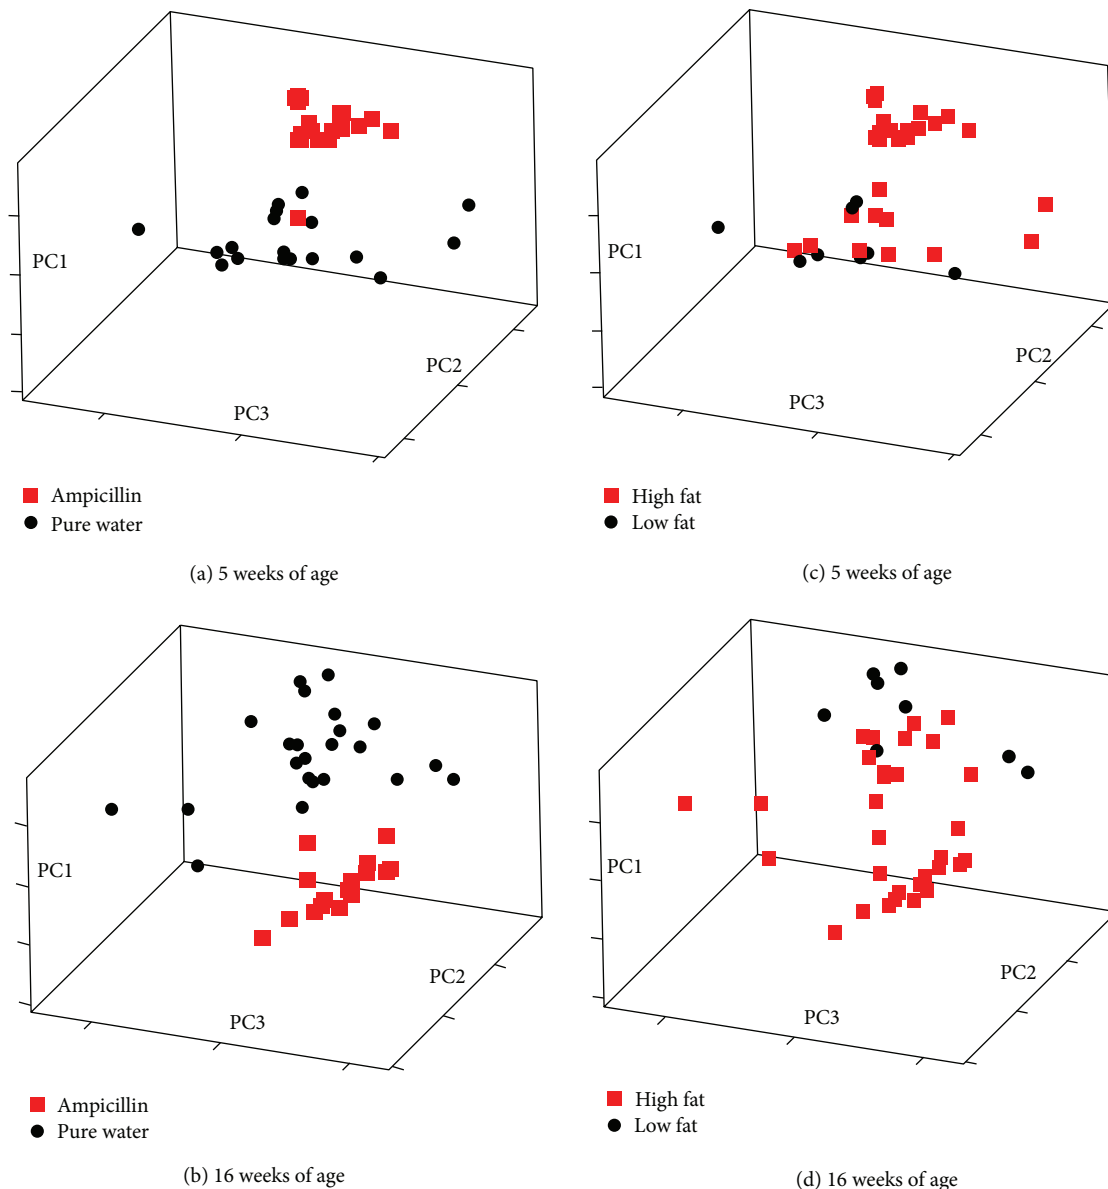 PC1
PC2
PC3
Ampicillin
Pure water
(a) 5 weeks of age
PC1
PC2
PC3
High fat
Low fat
(c) 5 weeks of age
PC1
PC2
PC3
Ampicillin
Pure water
(b) 16 weeks of age
PC1
PC2
PC3
High fat
Low fat
(d) 16 weeks of age